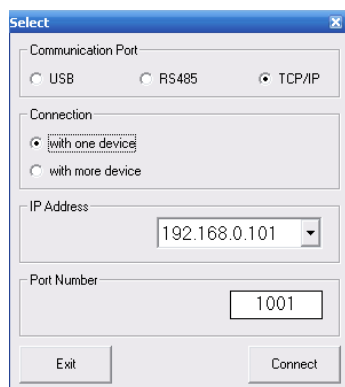 Select
Communication Port
USB RS485 TCP/IP
Connection
with one device
with more device
IP Address
192.168.0.101
Port Number
1001
Exit Connect